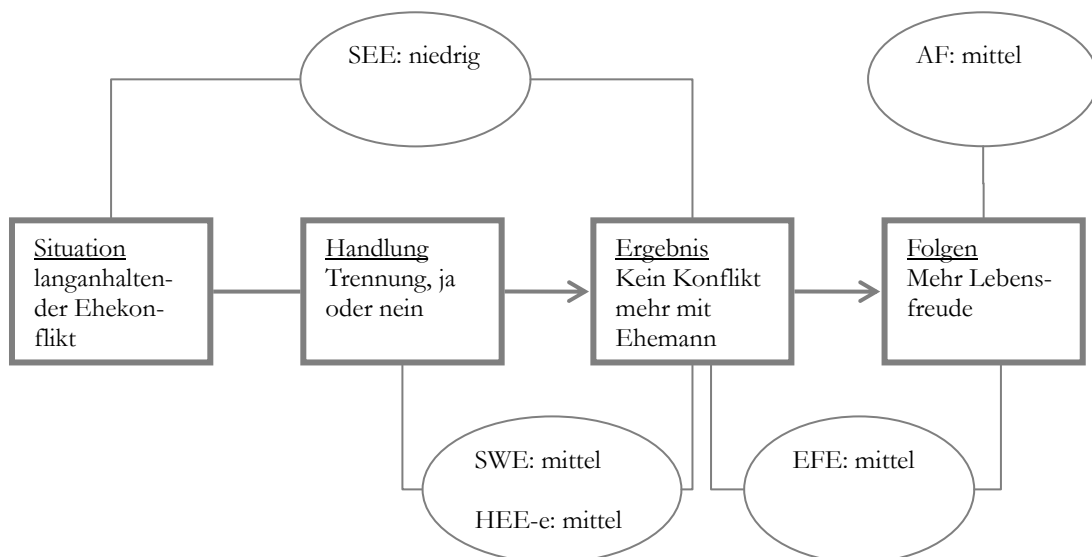 SEE: niedrig
AF: mittel
Situation
langanhalten-
der Ehekon-
flikt
Handlung
Trennung, ja
oder nein
Ergebnis
Kein Konflikt
mehr mit
Ehemann
Folgen
Mehr Lebens-
freude
SWE: mittel
HEE-e: mittel
EFE: mittel